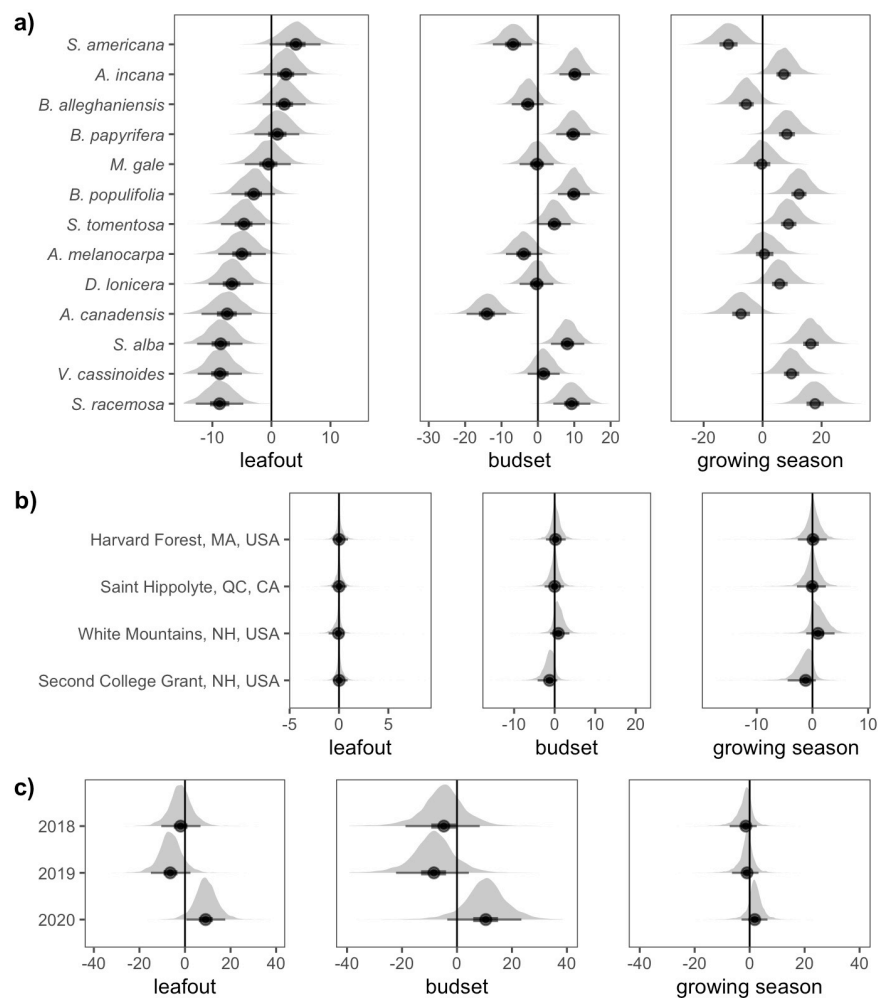 a)
S. americana
A. incana
B. alleghaniensis
B. papyrifera
M. gale
B. populifolia
S. tomentosa
A. melanocarpa
D. lonicera
A. canadensis
S. alba
V. cassinoides
S. racemosa
-10 0 10 -30 -20 -10 0 10 20 -20 0 20
leafout budset growing season
b)
Harvard Forest, MA, USA
Saint Hippolyte, QC, CA
White Mountains, NH, USA
Second College Grant, NH, USA
-5 0 5 -10 0 10 20 -10 0 10
leafout budset growing season
c)
2018
2019
2020
-40 -20 0 20 40 -40 -20 0 20 40 -40 -20 0 20 40
leafout budset growing season